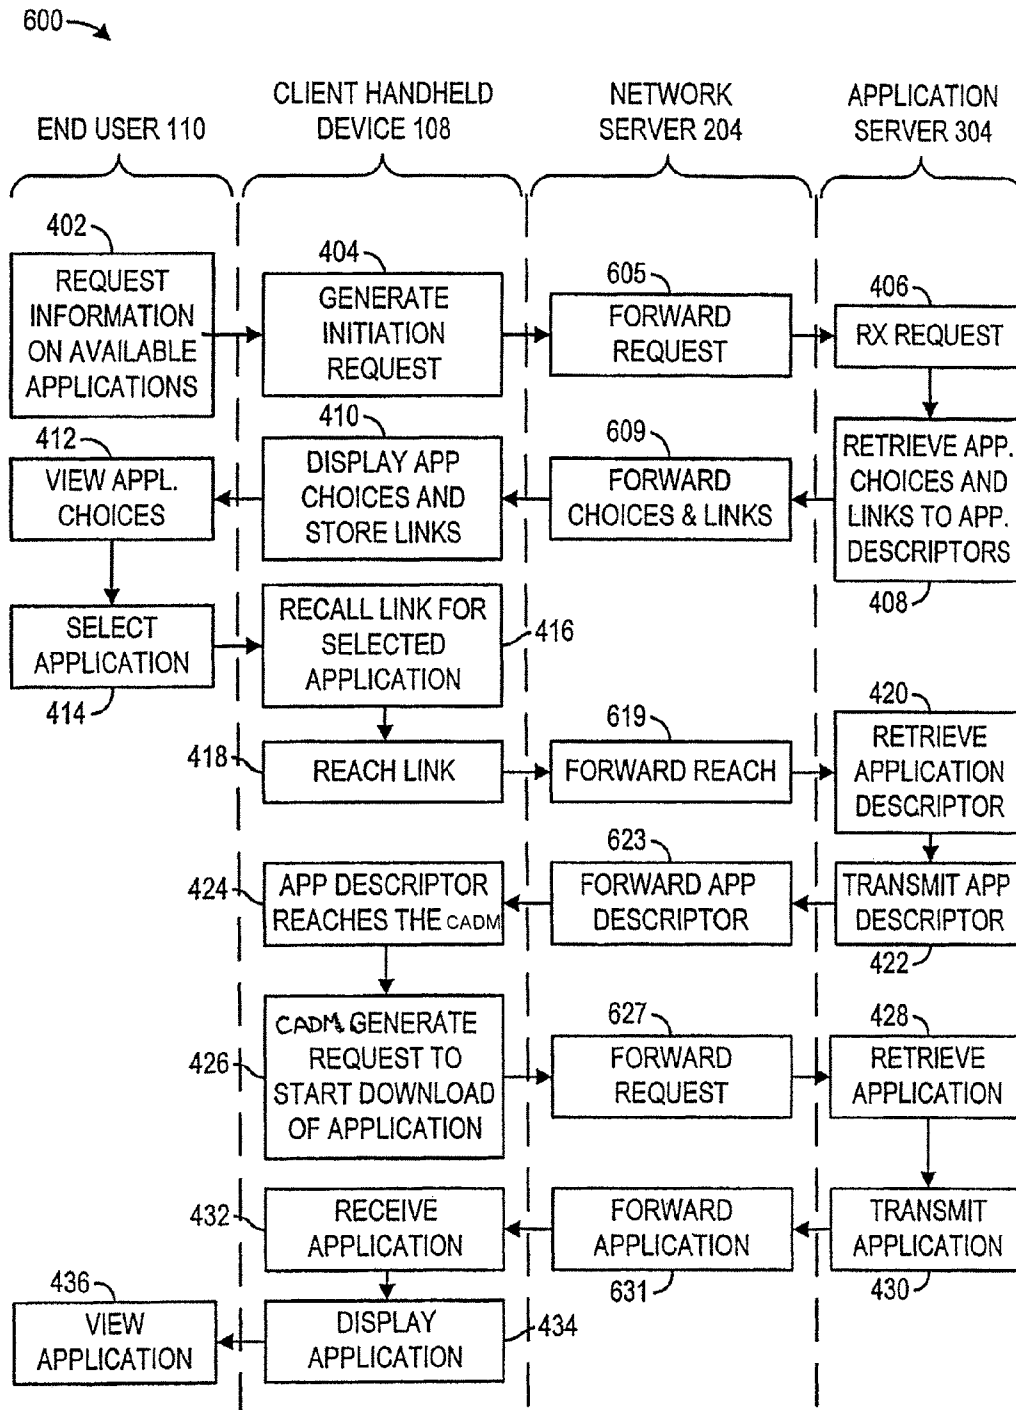 600
END USER 110
CLIENT HANDHELD
DEVICE 108
NETWORK
SERVER 204
APPLICATION
SERVER 304
402
REQUEST
INFORMATION
ON AVAILABLE
APPLICATIONS
404
GENERATE
INITIATION
REQUEST
605
FORWARD
REQUEST
406
RX REQUEST
412
VIEW APPL.
CHOICES
410
DISPLAY APP
CHOICES AND
STORE LINKS
609
FORWARD
CHOICES & LINKS
RETRIEVE APP.
CHOICES AND
LINKS TO APP.
DESCRIPTORS
408
SELECT
APPLICATION
414
RECALL LINK FOR
SELECTED
APPLICATION
416
418
REACH LINK
619
FORWARD REACH
420
RETRIEVE
APPLICATION
DESCRIPTOR
424
APP DESCRIPTOR
REACHES THE CADM
623
FORWARD APP
DESCRIPTOR
TRANSMIT APP
DESCRIPTOR
422
426
CADM GENERATE
REQUEST TO
START DOWNLOAD
OF APPLICATION
627
FORWARD
REQUEST
428
RETRIEVE
APPLICATION
432
RECEIVE
APPLICATION
FORWARD
APPLICATION
631
TRANSMIT
APPLICATION
430
436
VIEW
APPLICATION
DISPLAY
APPLICATION
434